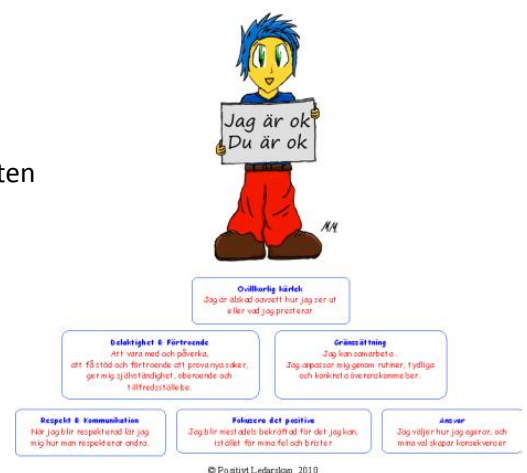 ten
Jag är ok
Du är ok
MM.
Ovillkorlig kärlek
Jag är älskad oavsett hur jag ser ut
eller vad jag presterar
Delaktighet & Förtroende
Att vara med och påverka,
att få stöd och förtroende att prova nya saker,
ger mig självständighet, oberoende och
tillfredsställelse.
Gränssättning
Jag kan samarbeta.
Jag anpassar mig genom rutiner, tydliga
och konkreta överenskommelser.
Respekt & Kommunikation
När jag blir respekterad lär jag
mig hur man respekterar andra.
Fokusera det positiva
Jag blir mestadels bekräftad för det jag kan,
istället för mina fel och brister
Ansvar
Jag väljer hur jag agerar, och
mina val skapar konsekvenser
© Positivt Ledarskap 2010